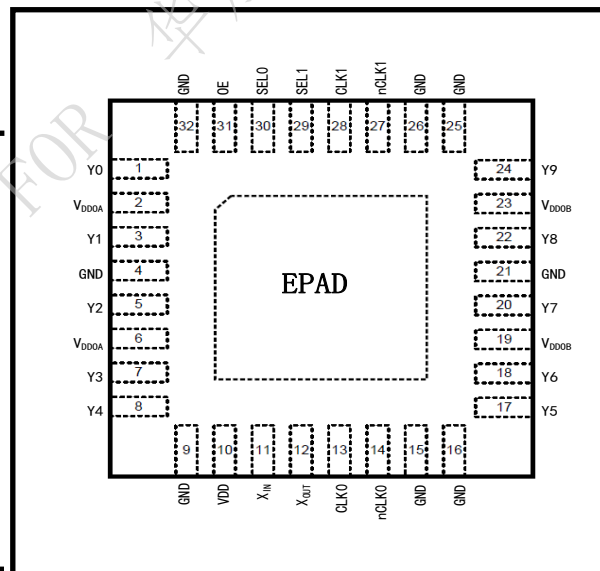 FOR 华
GND OE SEL0 SEL1 CLK1 nCLK1 GND GND
32 31 30 29 28 27 26 25
Y0 1 24 Y9
VDDOA 2 23 VDDOB
Y1 3 22 Y8
GND 4 21 GND
EPAD
Y2 5 20 Y7
VDDOA 6 19 VDDOB
Y3 7 18 Y6
Y4 8 17 Y5
9 10 11 12 13 14 15 16
GND VDD XIN XOUT CLK0 nCLK0 GND GND